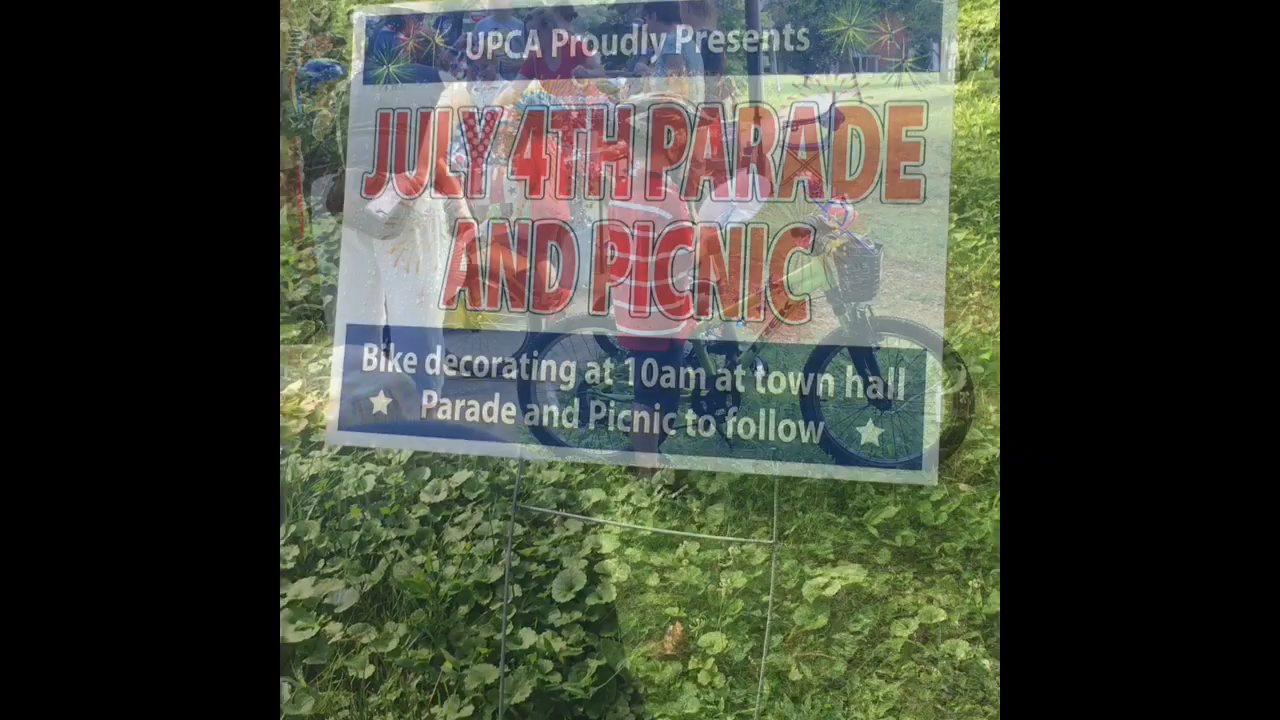 UPCA Proudly Presents
JULY 4TH PARADE
AND PICNIC
Bike decorating at 10am at town hall
Parade and Picnic to follow